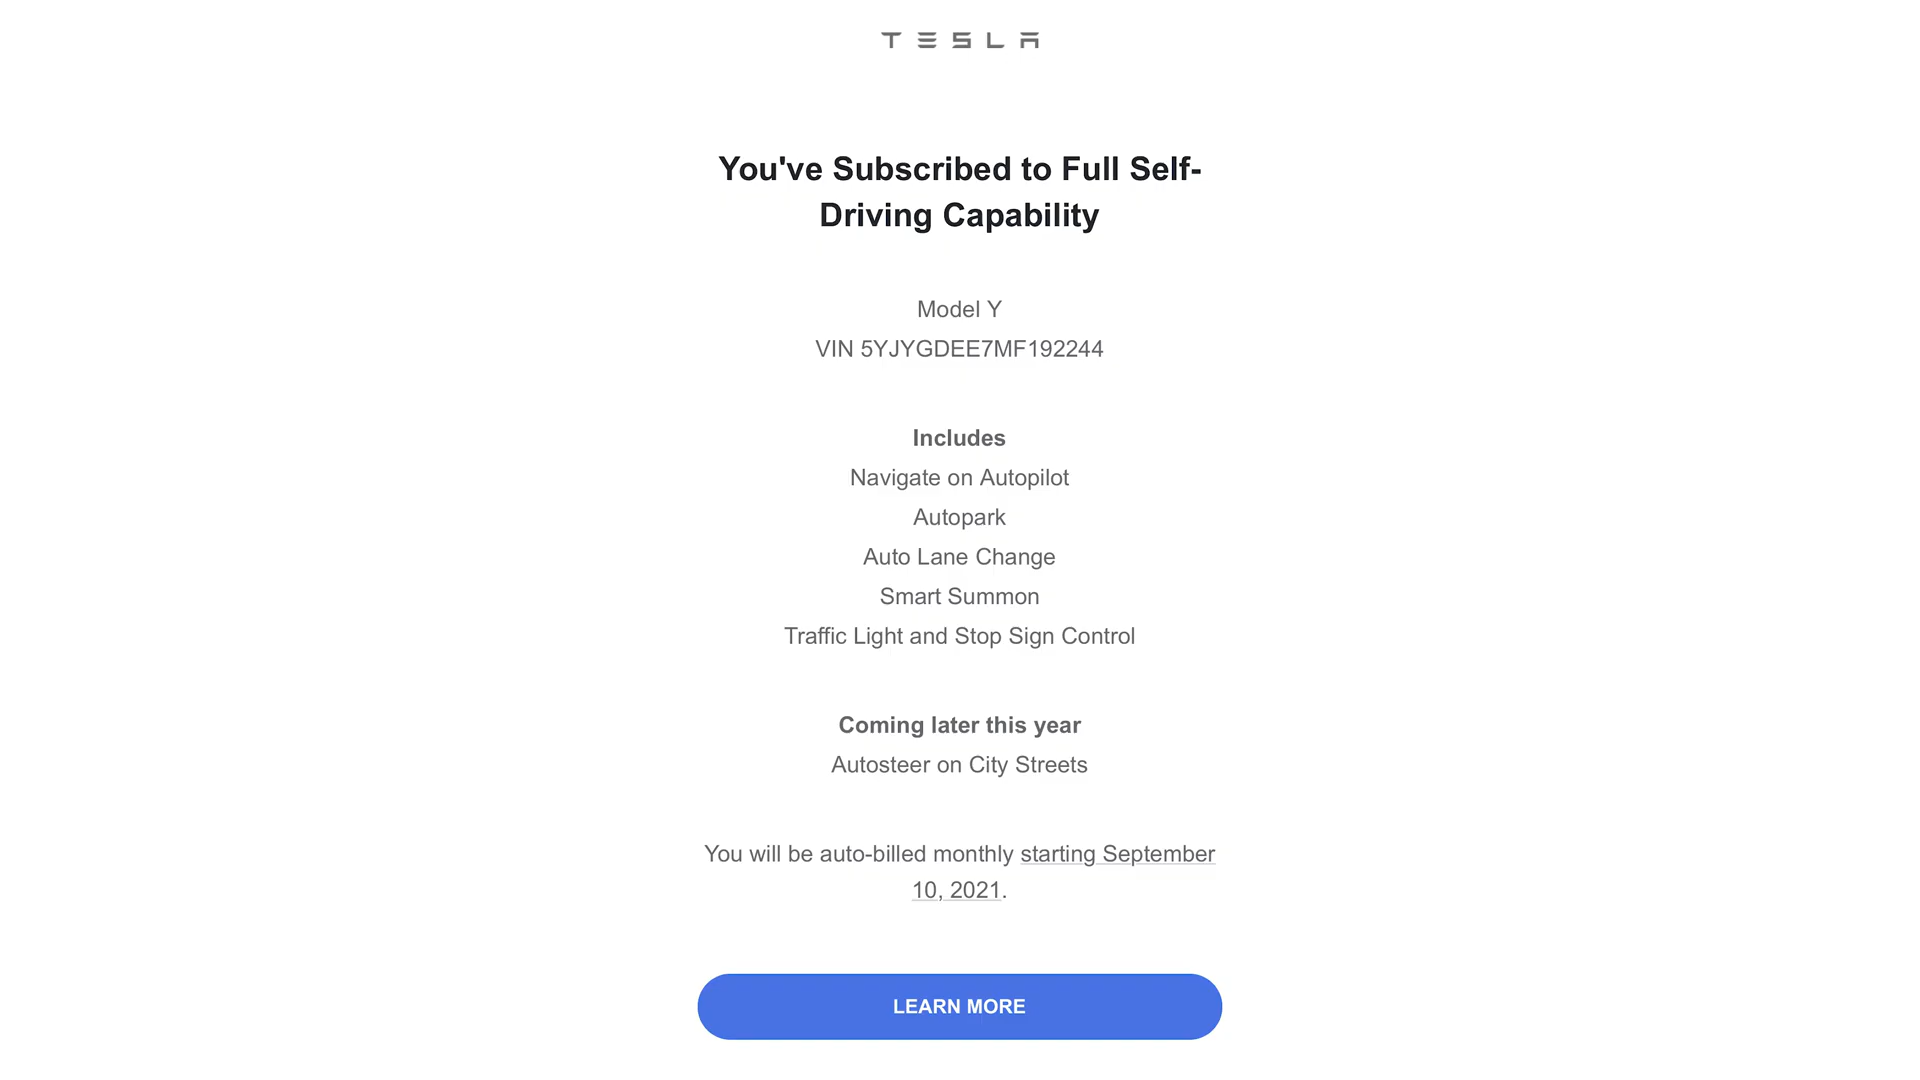 TESLA
You've Subscribed to Full Self-
Driving Capability
Model Y
VIN 5YJYGDEE7MF192244
Includes
Navigate on Autopilot
Autopark
Auto Lane Change
Smart Summon
Traffic Light and Stop Sign Control
Coming later this year
Autosteer on City Streets
You will be auto-billed monthly starting September
10, 2021.
LEARN MORE